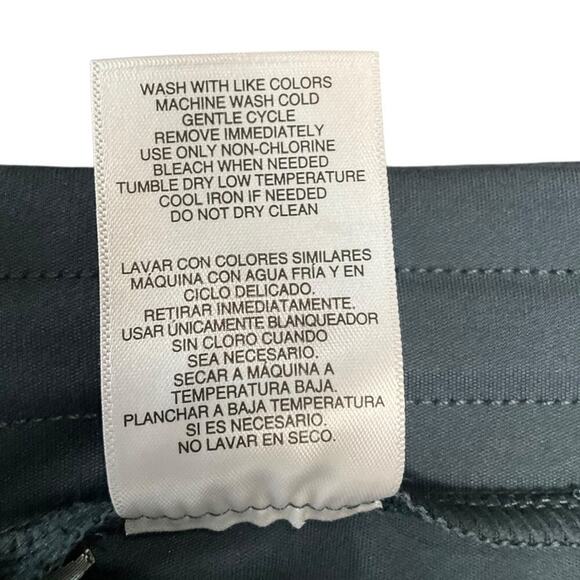 WASH WITH LIKE COLORS
MACHINE WASH COLD
GENTLE CYCLE
REMOVE IMMEDIATELY
USE ONLY NON-CHLORINE
BLEACH WHEN NEEDED
TUMBLE DRY LOW TEMPERATURE
COOL IRON IF NEEDED
DO NOT DRY CLEAN
LAVAR CON COLORES SIMILARES
MÁQUINA CON AGUA FRÍA Y EN
CICLO DELICADO.
RETIRAR INMEDIATAMENTE.
USAR ÚNICAMENTE BLANQUEADOR
SIN CLORO CUANDO
SEA NECESARIO.
SECAR A MÁQUINA A
TEMPERATURA BAJA.
PLANCHAR A BAJA TEMPERATURA
SI ES NECESARIO.
NO LAVAR EN SECO.